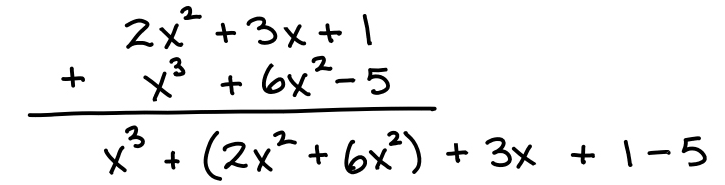 2x² + 3x + 1
+ x³ + 6x² - 5
x³ + (2x² + 6x²) + 3x + 1 - 5